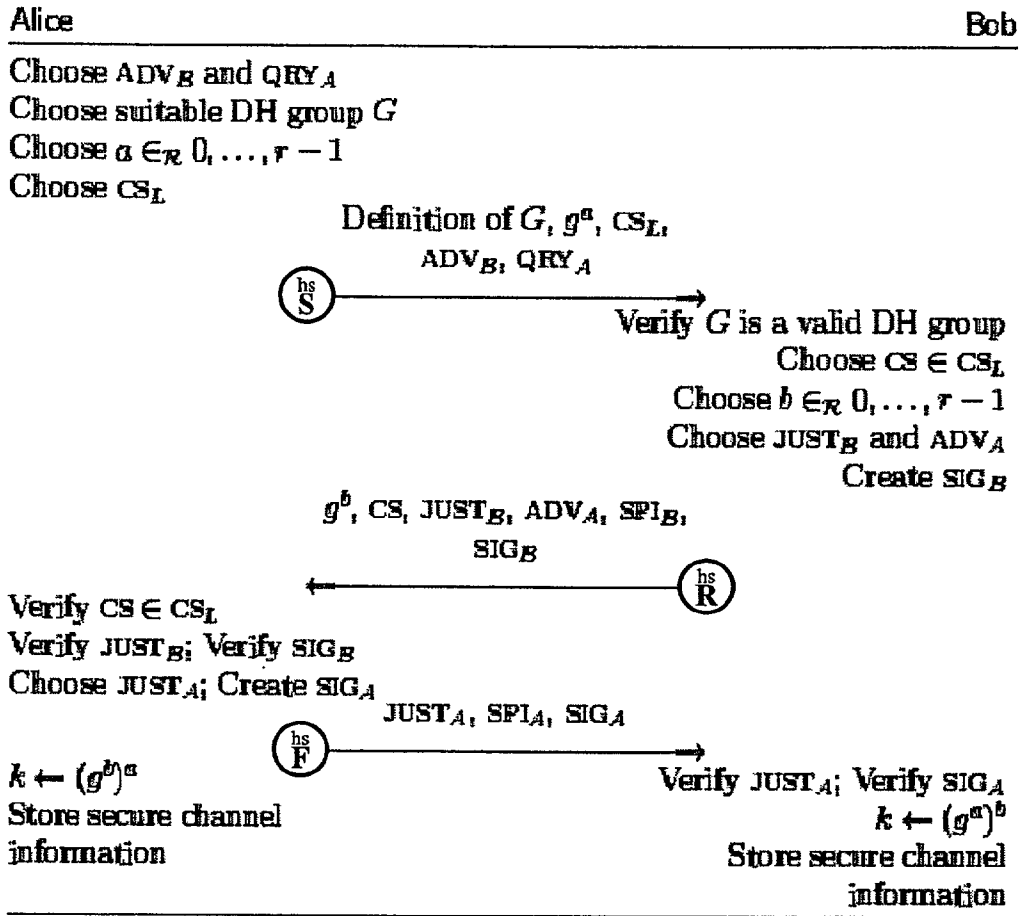 Alice Bob
Choose ADV_B and QRY_A
Choose suitable DH group G
Choose a ∈_R 0, …, r − 1
Choose CS_L
Definition of G, g^a, CS_L,
ADV_B, QRY_A
hs
S
Verify G is a valid DH group
Choose CS ∈ CS_L
Choose b ∈_R 0, …, r − 1
Choose JUST_B and ADV_A
Create SIG_B
g^b, CS, JUST_B, ADV_A, SPI_B,
SIG_B
hs
R
Verify CS ∈ CS_L
Verify JUST_B; Verify SIG_B
Choose JUST_A; Create SIG_A
JUST_A, SPI_A, SIG_A
hs
F
k ← (g^b)^a
Store secure channel
information
Verify JUST_A; Verify SIG_A
k ← (g^a)^b
Store secure channel
information